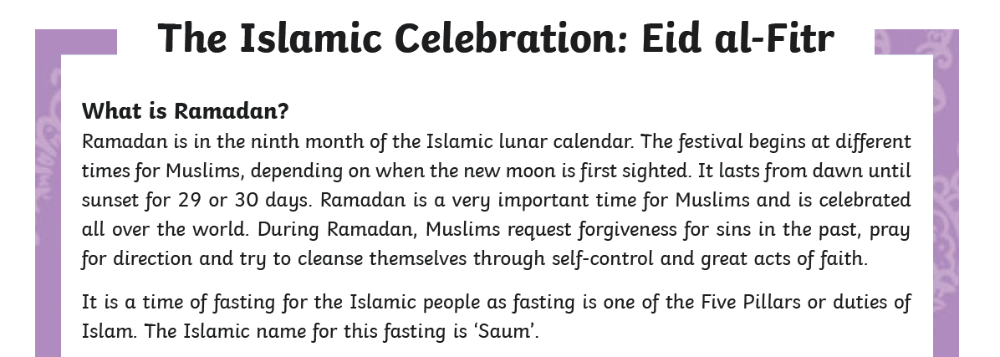 The Islamic Celebration: Eid al-Fitr
What is Ramadan?
Ramadan is in the ninth month of the Islamic lunar calendar. The festival begins at different
times for Muslims, depending on when the new moon is first sighted. It lasts from dawn until
sunset for 29 or 30 days. Ramadan is a very important time for Muslims and is celebrated
all over the world. During Ramadan, Muslims request forgiveness for sins in the past, pray
for direction and try to cleanse themselves through self-control and great acts of faith.
It is a time of fasting for the Islamic people as fasting is one of the Five Pillars or duties of
Islam. The Islamic name for this fasting is ‘Saum’.